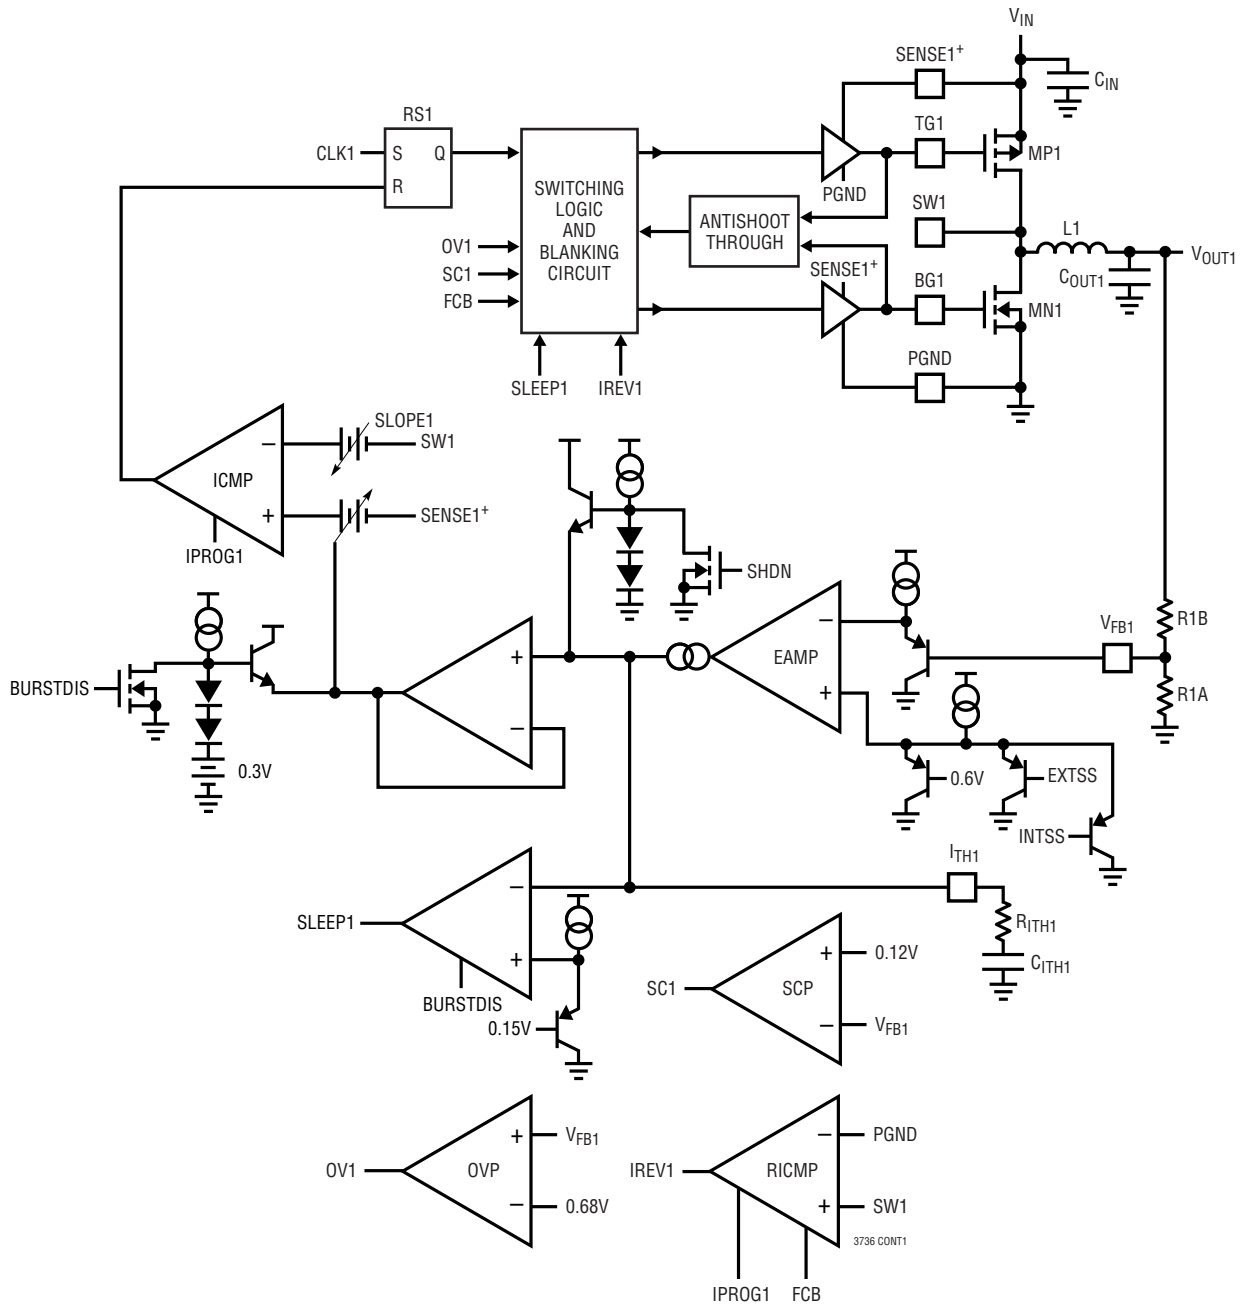 VIN
SENSE1+
CIN
RS1
TG1
CLK1
S
Q
R
MP1
SWITCHING
LOGIC
AND
BLANKING
CIRCUIT
PGND
ANTISHOOT
THROUGH
SW1
L1
VOUT1
OV1
SC1
FCB
SENSE1+
BG1
COUT1
MN1
SLEEP1
IREV1
PGND
SLOPE1
−
SW1
ICMP
+
SENSE1+
IPROG1
SHDN
−
EAMP
+
VFB1
R1B
R1A
BURSTDIS
+
−
0.3V
0.6V
EXTSS
INTSS
ITH1
−
SLEEP1
+
BURSTDIS
0.15V
RITH1
CITH1
+
0.12V
SC1
SCP
−
VFB1
+
VFB1
OV1
OVP
−
0.68V
−
PGND
IREV1
RICMP
+
SW1
3736 CONT1
IPROG1
FCB